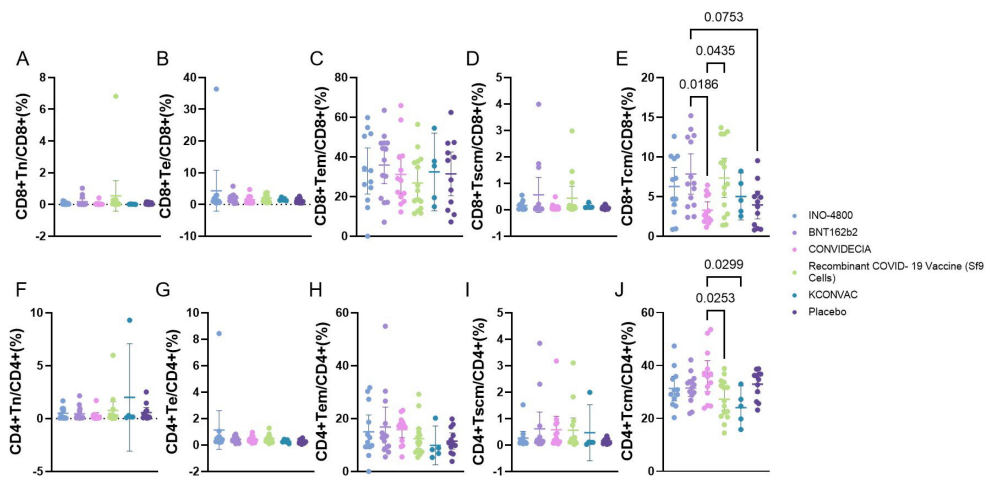 A
CD8+Tn/CD8+(%)
8
6
4
2
0
-2
B
CD8+Te/CD8+(%)
40
30
20
10
0
-10
C
CD8+Tem/CD8+(%)
80
60
40
20
0
D
CD8+Tscm/CD8+(%)
5
4
3
2
1
0
-1
E
CD8+Tcm/CD8+(%)
20
15
10
5
0
0.0753
0.0435
0.0186
F
CD4+Tn/CD4+(%)
10
5
0
-5
G
CD4+Te/CD4+(%)
10
8
6
4
2
0
-2
H
CD4+Tem/CD4+(%)
60
40
20
0
I
CD4+Tscm/CD4+(%)
5
4
3
2
1
0
-1
J
CD4+Tcm/CD4+(%)
60
40
20
0
0.0299
0.0253
INO-4800
BNT162b2
CONVIDECIA
Recombinant COVID- 19 Vaccine (Sf9
Cells)
KCONVAC
Placebo